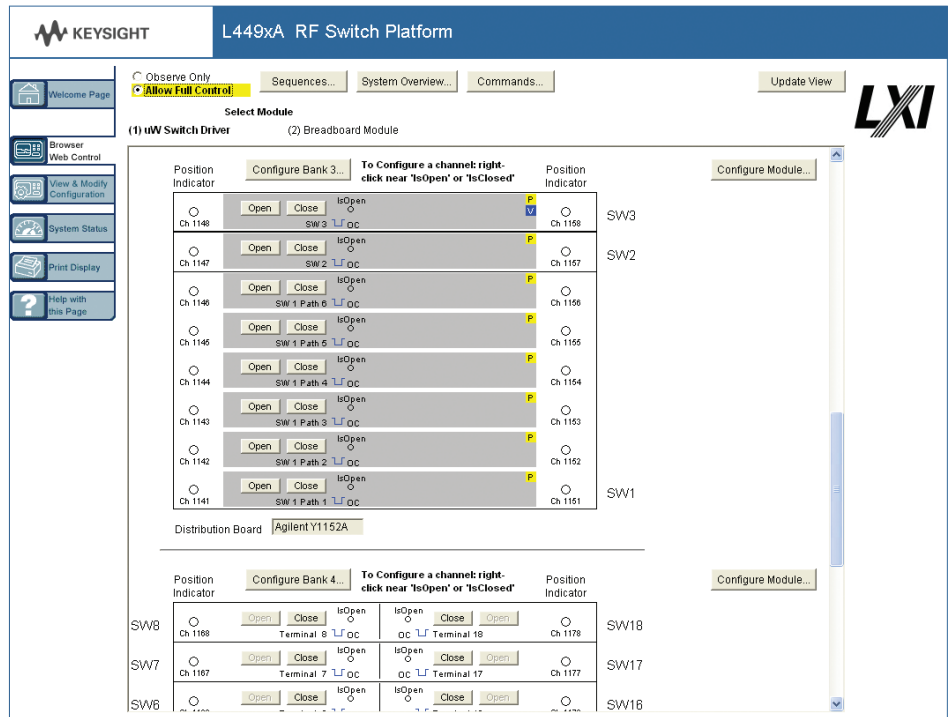 KEYSIGHT
L449xA RF Switch Platform
Observe Only
Allow Full Control
Sequences...
System Overview...
Commands...
Update View
LXI
Welcome Page
Browser
Web Control
View & Modify
Configuration
System Status
Print Display
Help with
this Page
Select Module
(1) uW Switch Driver
(2) Breadboard Module
Position
Indicator
Configure Bank 3...
To Configure a channel: right-
click near 'IsOpen' or 'IsClosed'
Position
Indicator
Configure Module...
Ch 1148 Open Close IsOpen SW 3 OC P V Ch 1158 SW3
Ch 1147 Open Close IsOpen SW 2 OC P Ch 1157 SW2
Ch 1146 Open Close IsOpen SW 1 Path 6 OC P Ch 1156
Ch 1145 Open Close IsOpen SW 1 Path 5 OC P Ch 1155
Ch 1144 Open Close IsOpen SW 1 Path 4 OC P Ch 1154
Ch 1143 Open Close IsOpen SW 1 Path 3 OC P Ch 1153
Ch 1142 Open Close IsOpen SW 1 Path 2 OC P Ch 1152
Ch 1141 Open Close IsOpen SW 1 Path 1 OC P Ch 1151 SW1
Distribution Board Agilent Y1152A
Position
Indicator
Configure Bank 4...
To Configure a channel: right-
click near 'IsOpen' or 'IsClosed'
Position
Indicator
Configure Module...
SW8 Ch 1168 Open Close IsOpen Terminal 8 OC IsOpen Close Open OC Terminal 18 Ch 1178 SW18
SW7 Ch 1167 Open Close IsOpen Terminal 7 OC IsOpen Close Open OC Terminal 17 Ch 1177 SW17
SW6 Open Close IsOpen IsOpen Close Open SW16